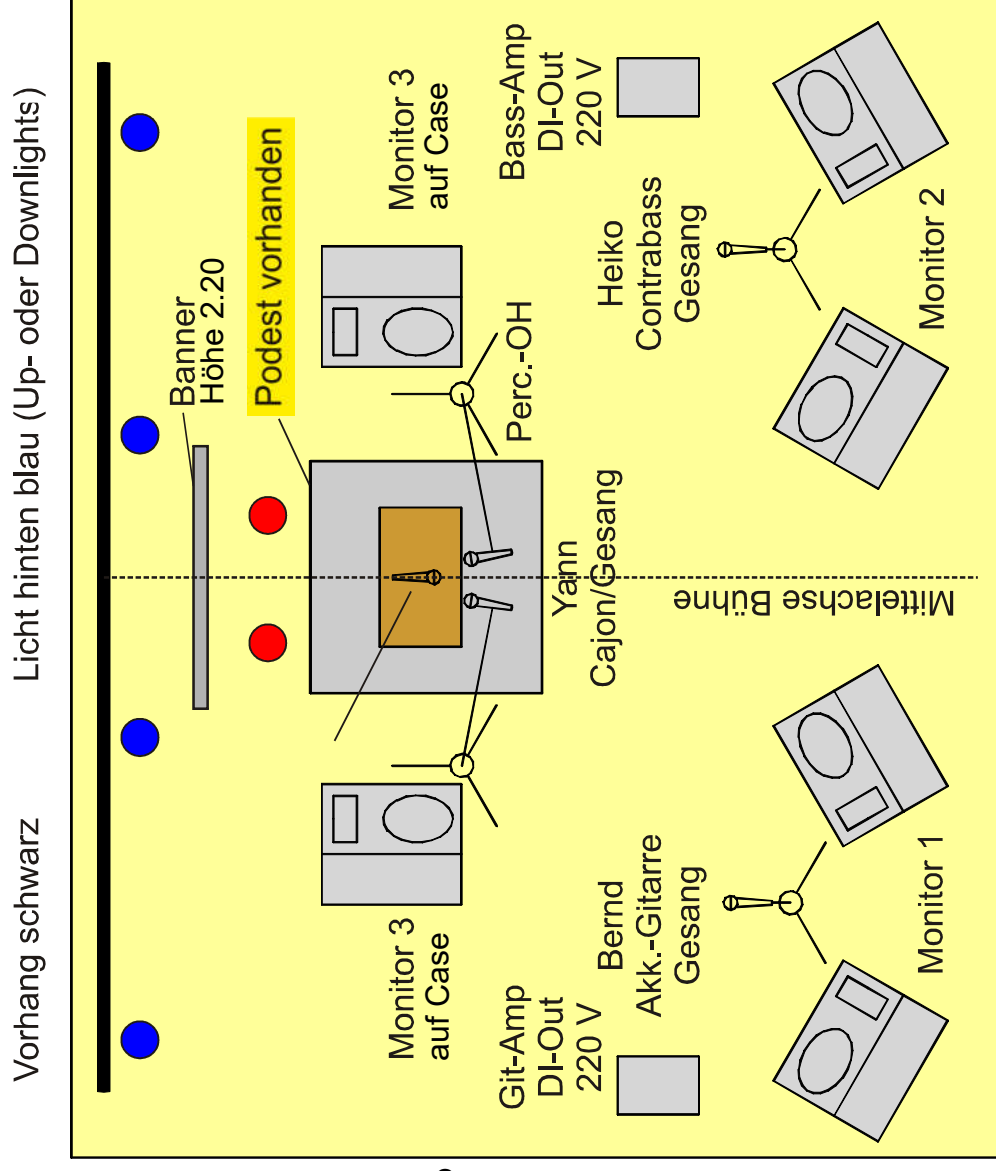 Vorhang schwarz
Licht hinten blau (Up- oder Downlights)
Banner
Höhe 2.20
Podest vorhanden
Monitor 3
auf Case
Monitor 3
auf Case
Perc.-OH
Yann
Cajon/Gesang
Git-Amp
DI-Out
220 V
Bernd
Akk.-Gitarre
Gesang
Bass-Amp
DI-Out
220 V
Heiko
Contrabass
Gesang
Mittelachse Bühne
Monitor 1
Monitor 2